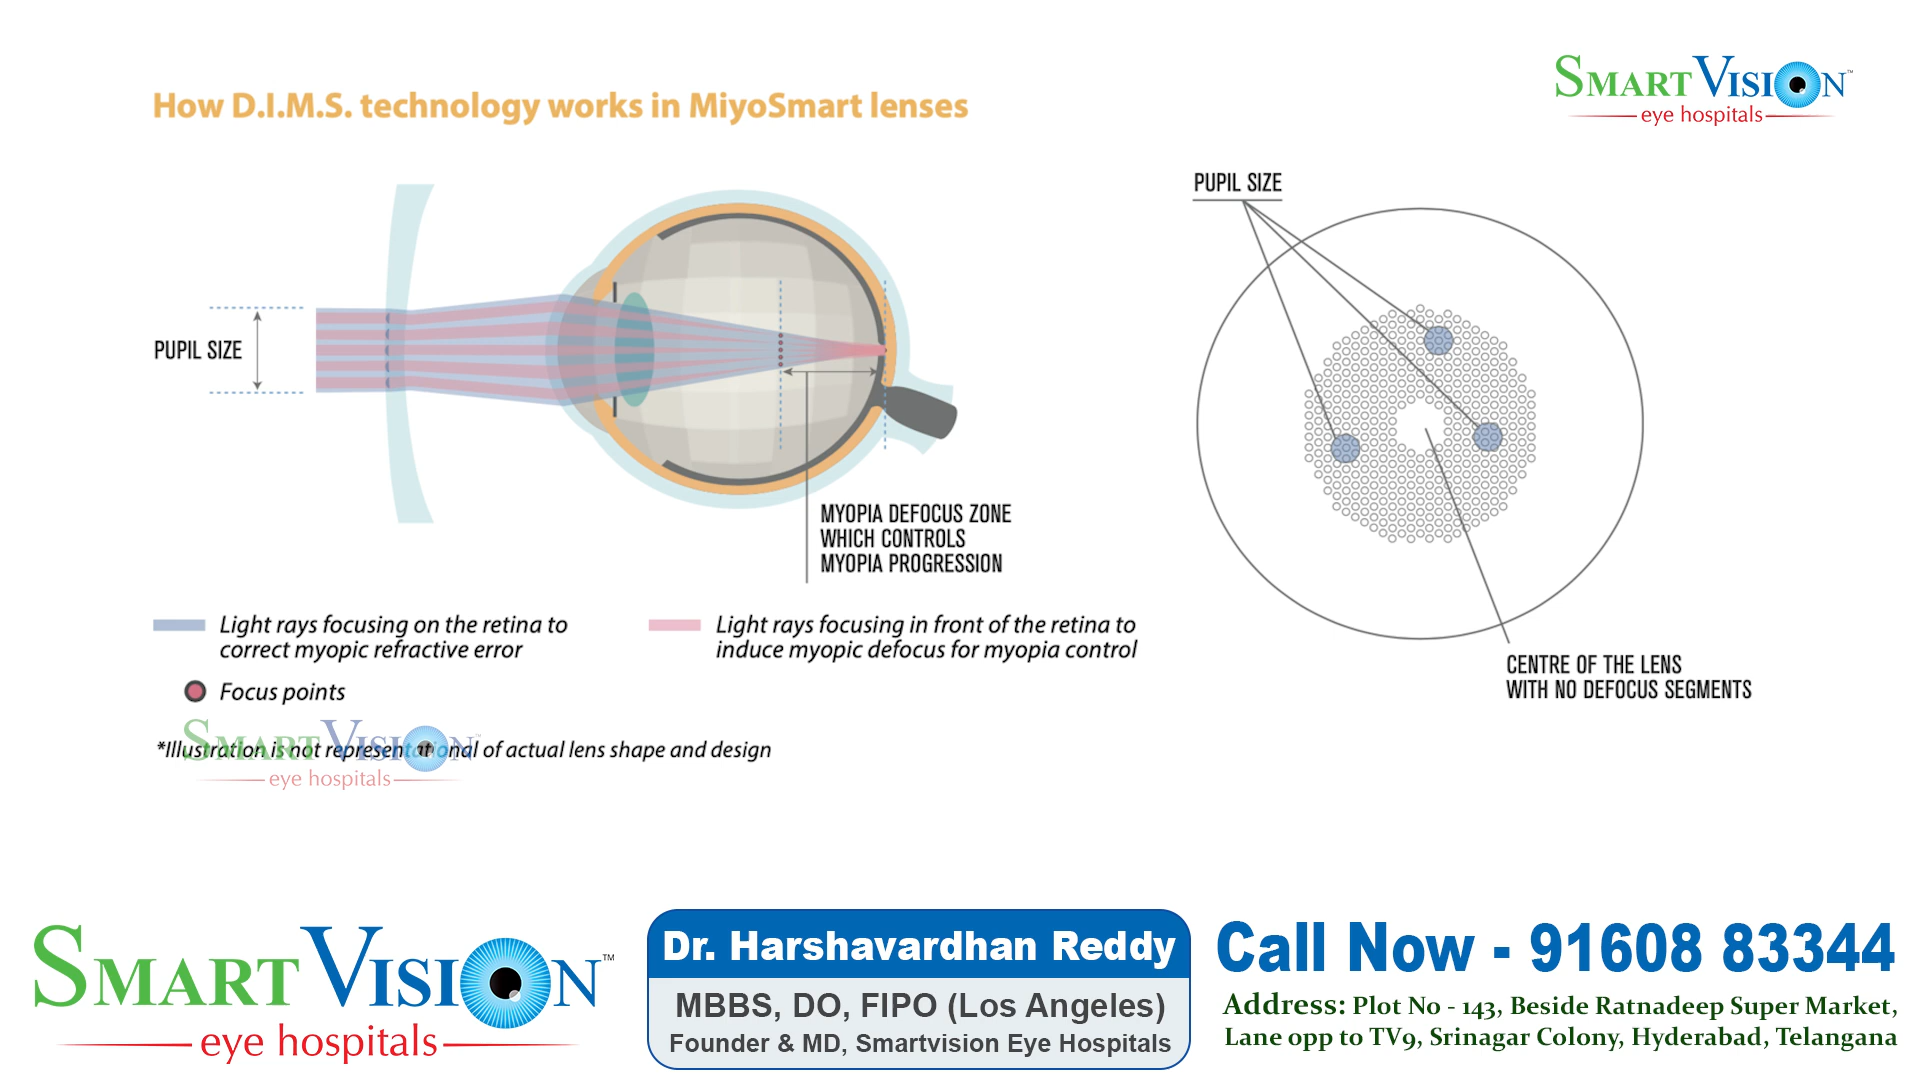 How D.I.M.S. technology works in MiyoSmart lenses
SMART VISION™
eye hospitals
PUPIL SIZE
PUPIL SIZE
MYOPIA DEFOCUS ZONE
WHICH CONTROLS
MYOPIA PROGRESSION
Light rays focusing on the retina to
correct myopic refractive error
Light rays focusing in front of the retina to
induce myopic defocus for myopia control
Focus points
CENTRE OF THE LENS
WITH NO DEFOCUS SEGMENTS
SMART VISION™
*Illustration is not representational of actual lens shape and design
eye hospitals
SMART VISION™
eye hospitals
Dr. Harshavardhan Reddy
MBBS, DO, FIPO (Los Angeles)
Founder & MD, Smartvision Eye Hospitals
Call Now - 91608 83344
Address: Plot No - 143, Beside Ratnadeep Super Market,
Lane opp to TV9, Srinagar Colony, Hyderabad, Telangana